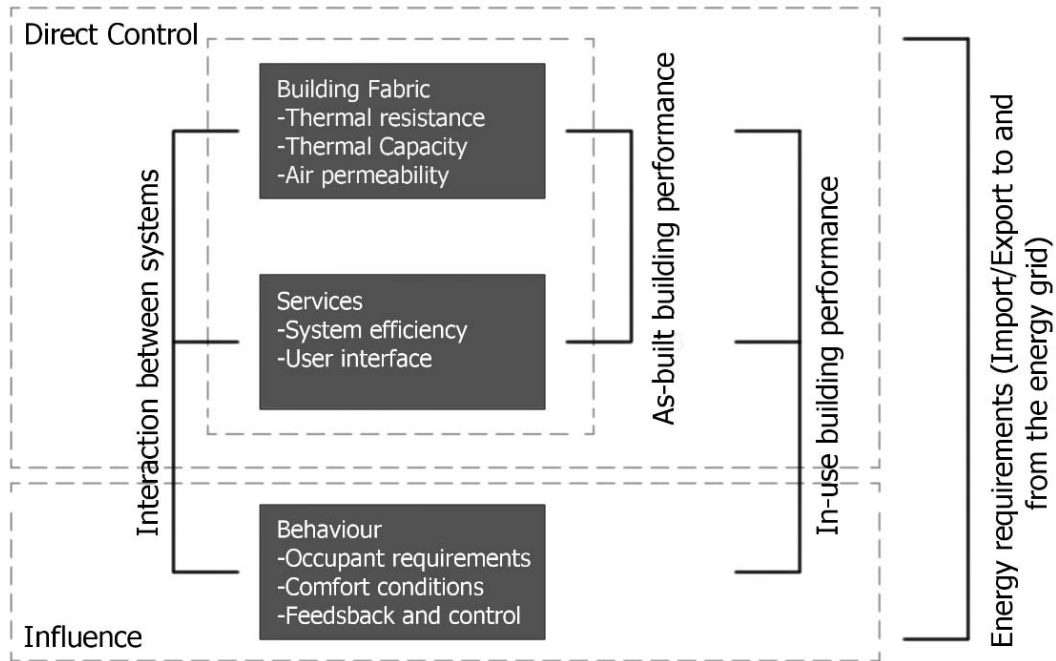 Direct Control
Building Fabric
-Thermal resistance
-Thermal Capacity
-Air permeability
Services
-System efficiency
-User interface
Behaviour
-Occupant requirements
-Comfort conditions
-Feedsback and control
Influence
Interaction between systems
As-built building performance
In-use building performance
Energy requirements (Import/Export to and
from the energy grid)